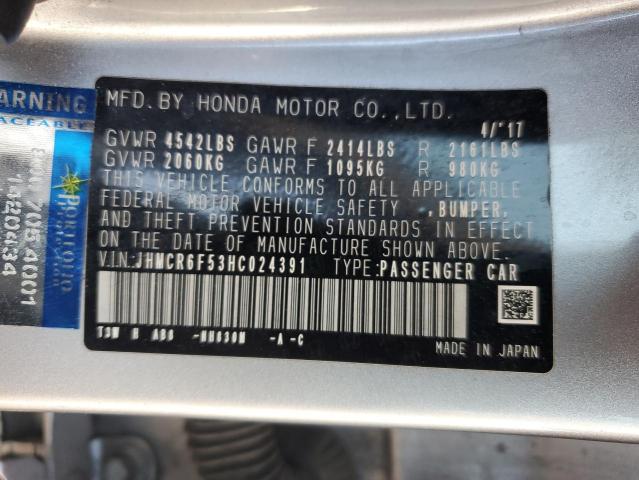 MFD.BY HONDA MOTOR CO.,LTD. 4/'17
GVWR 4542LBS GAWR F 2414LBS R 2161LBS
GVWR 2060KG GAWR F 1095KG R 980KG
THIS VEHICLE CONFORMS TO ALL APPLICABLE
FEDERAL MOTOR VEHICLE SAFETY ,BUMPER,
AND THEFT PREVENTION STANDARDS IN EFFECT
ON THE DATE OF MANUFACTURE SHOWN ABOVE.
VIN:JHMCR6F53HC024391 TYPE:PASSENGER CAR
MADE IN JAPAN
ARNING
PORTFOLIO